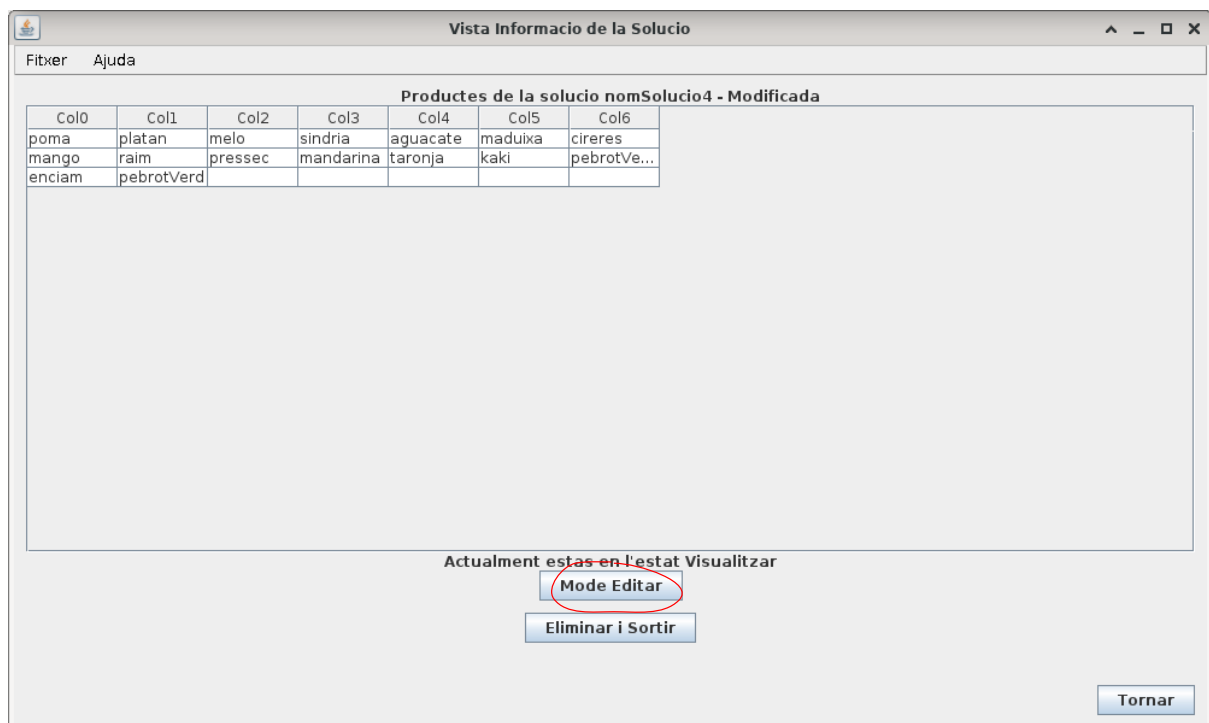 Vista Informacio de la Solucio
Fitxer Ajuda
Productes de la solucio nomSolucio4 - Modificada
Col0 Col1 Col2 Col3 Col4 Col5 Col6
poma platan melo sindria aguacate maduixa cireres
mango raim pressec mandarina taronja kaki pebrotVe...
enciam pebrotVerd
Actualment estas en l'estat Visualitzar
Mode Editar
Eliminar i Sortir
Tornar